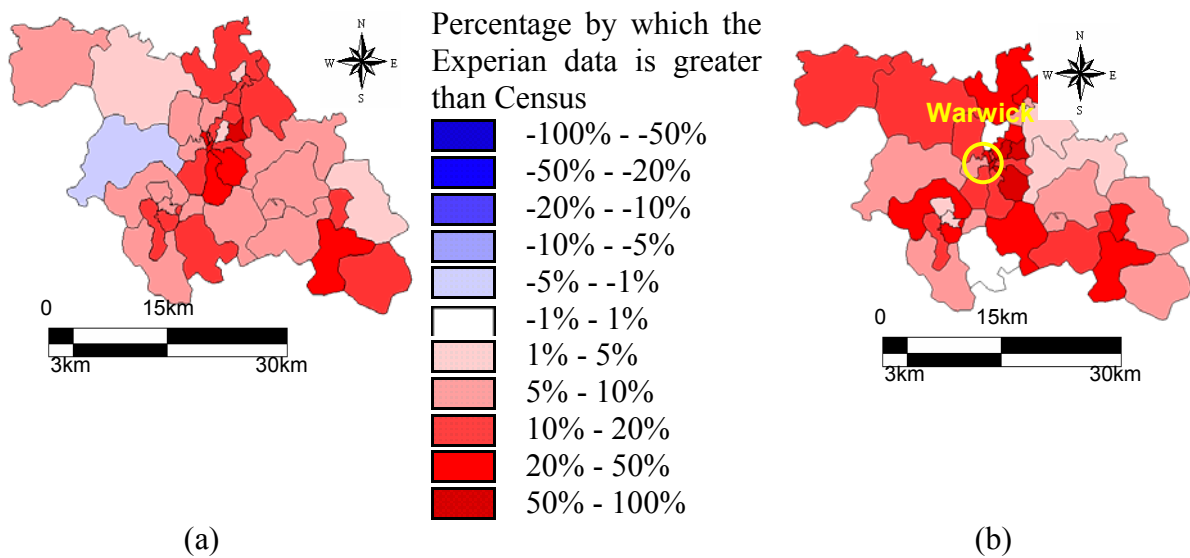 N
W E
S
0 15km
3km 30km
(a)
Percentage by which the
Experian data is greater
than Census
-100% - -50%
-50% - -20%
-20% - -10%
-10% - -5%
-5% - -1%
-1% - 1%
1% - 5%
5% - 10%
10% - 20%
20% - 50%
50% - 100%
N
W E
S
Warwick
0 15km
3km 30km
(b)